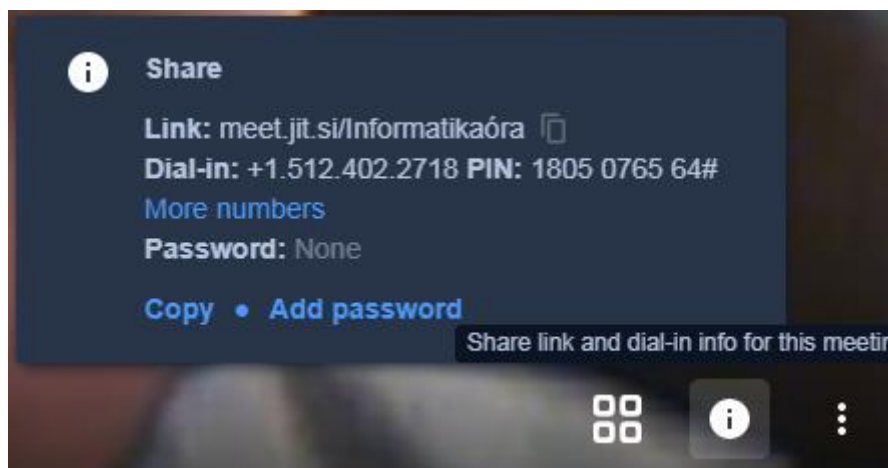 Share
Link: meet.jit.si/Informatikaóra
Dial-in: +1.512.402.2718 PIN: 1805 0765 64#
More numbers
Password: None
Copy • Add password
Share link and dial-in info for this meetin